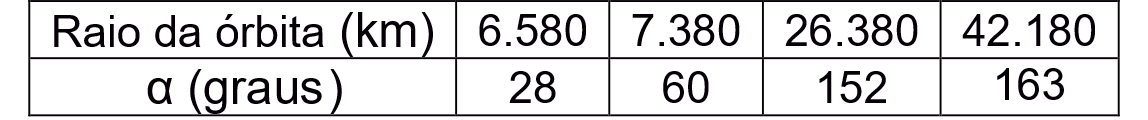 Raio da órbita (km) 6.580 7.380 26.380 42.180
α (graus) 28 60 152 163